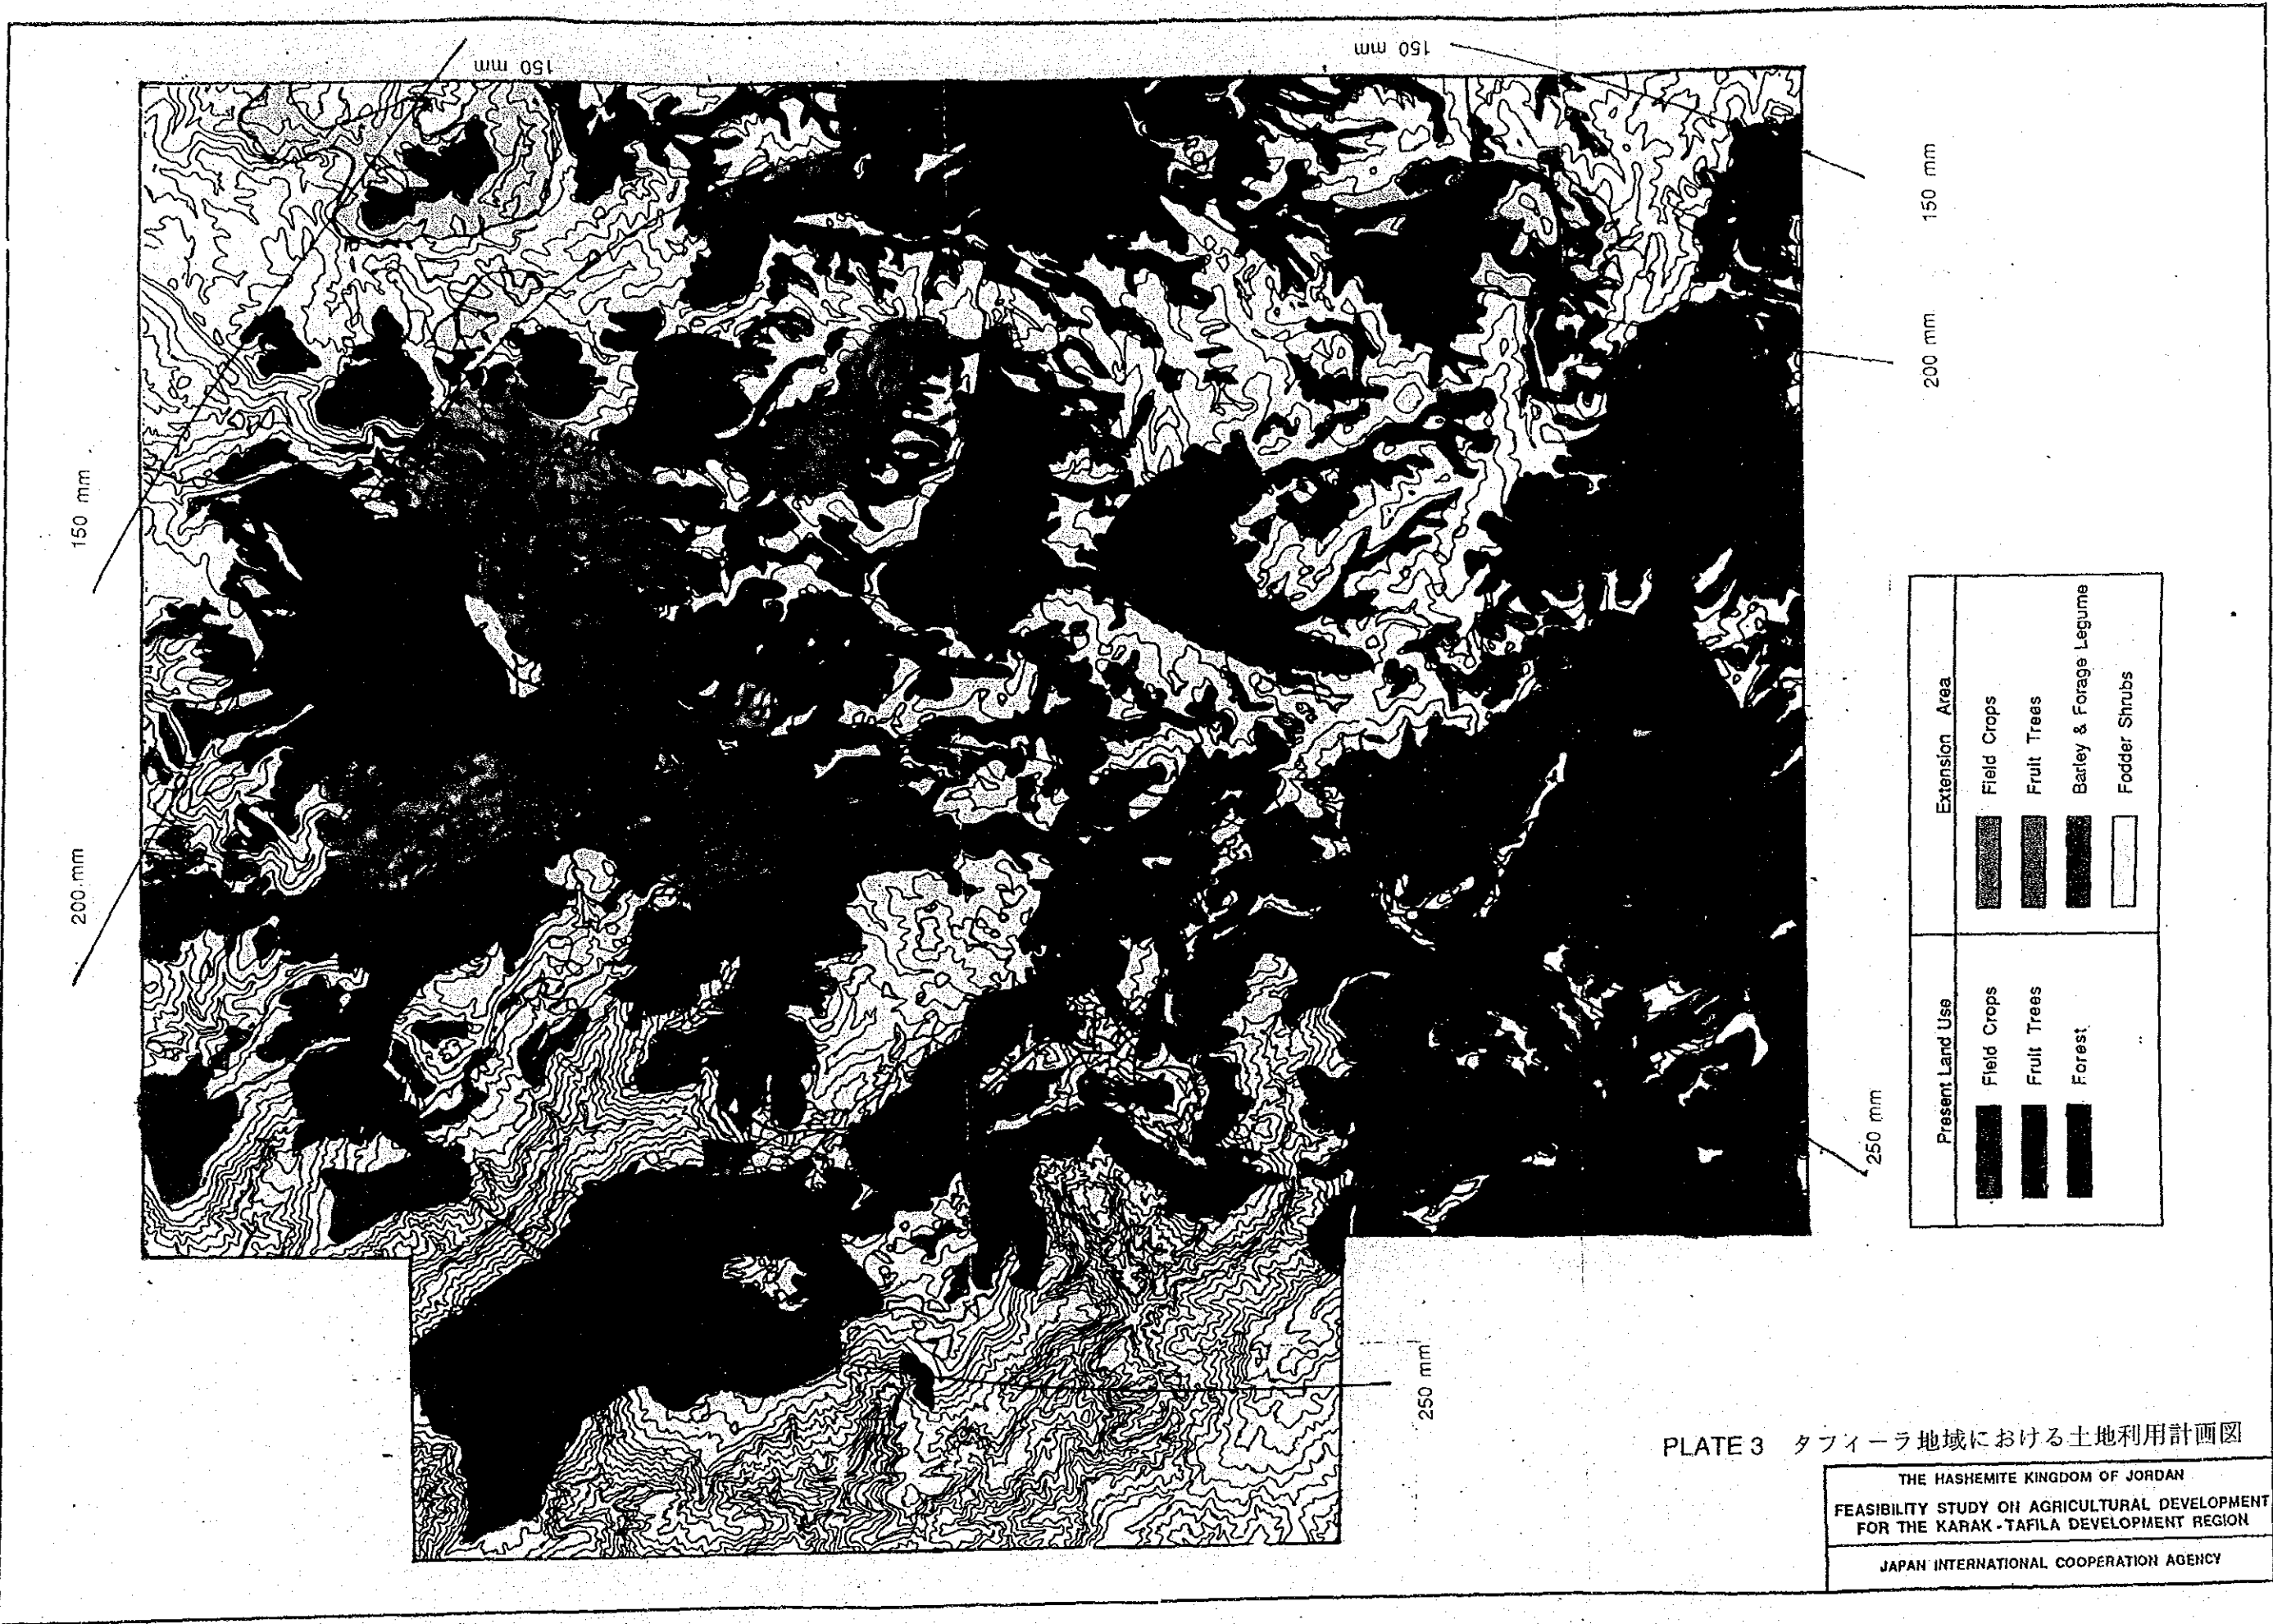 150 mm
150 mm
150 mm
200 mm
150 mm
200.mm
250 mm
250 mm
Present Land Use
Field Crops
Fruit Trees
Forest
Extension Area
Field Crops
Fruit Trees
Barley & Forage Legume
Fodder Shrubs
PLATE 3 タフィーラ地域における土地利用計画図
THE HASHEMITE KINGDOM OF JORDAN
FEASIBILITY STUDY ON AGRICULTURAL DEVELOPMENT
FOR THE KARAK - TAFILA DEVELOPMENT REGION
JAPAN INTERNATIONAL COOPERATION AGENCY